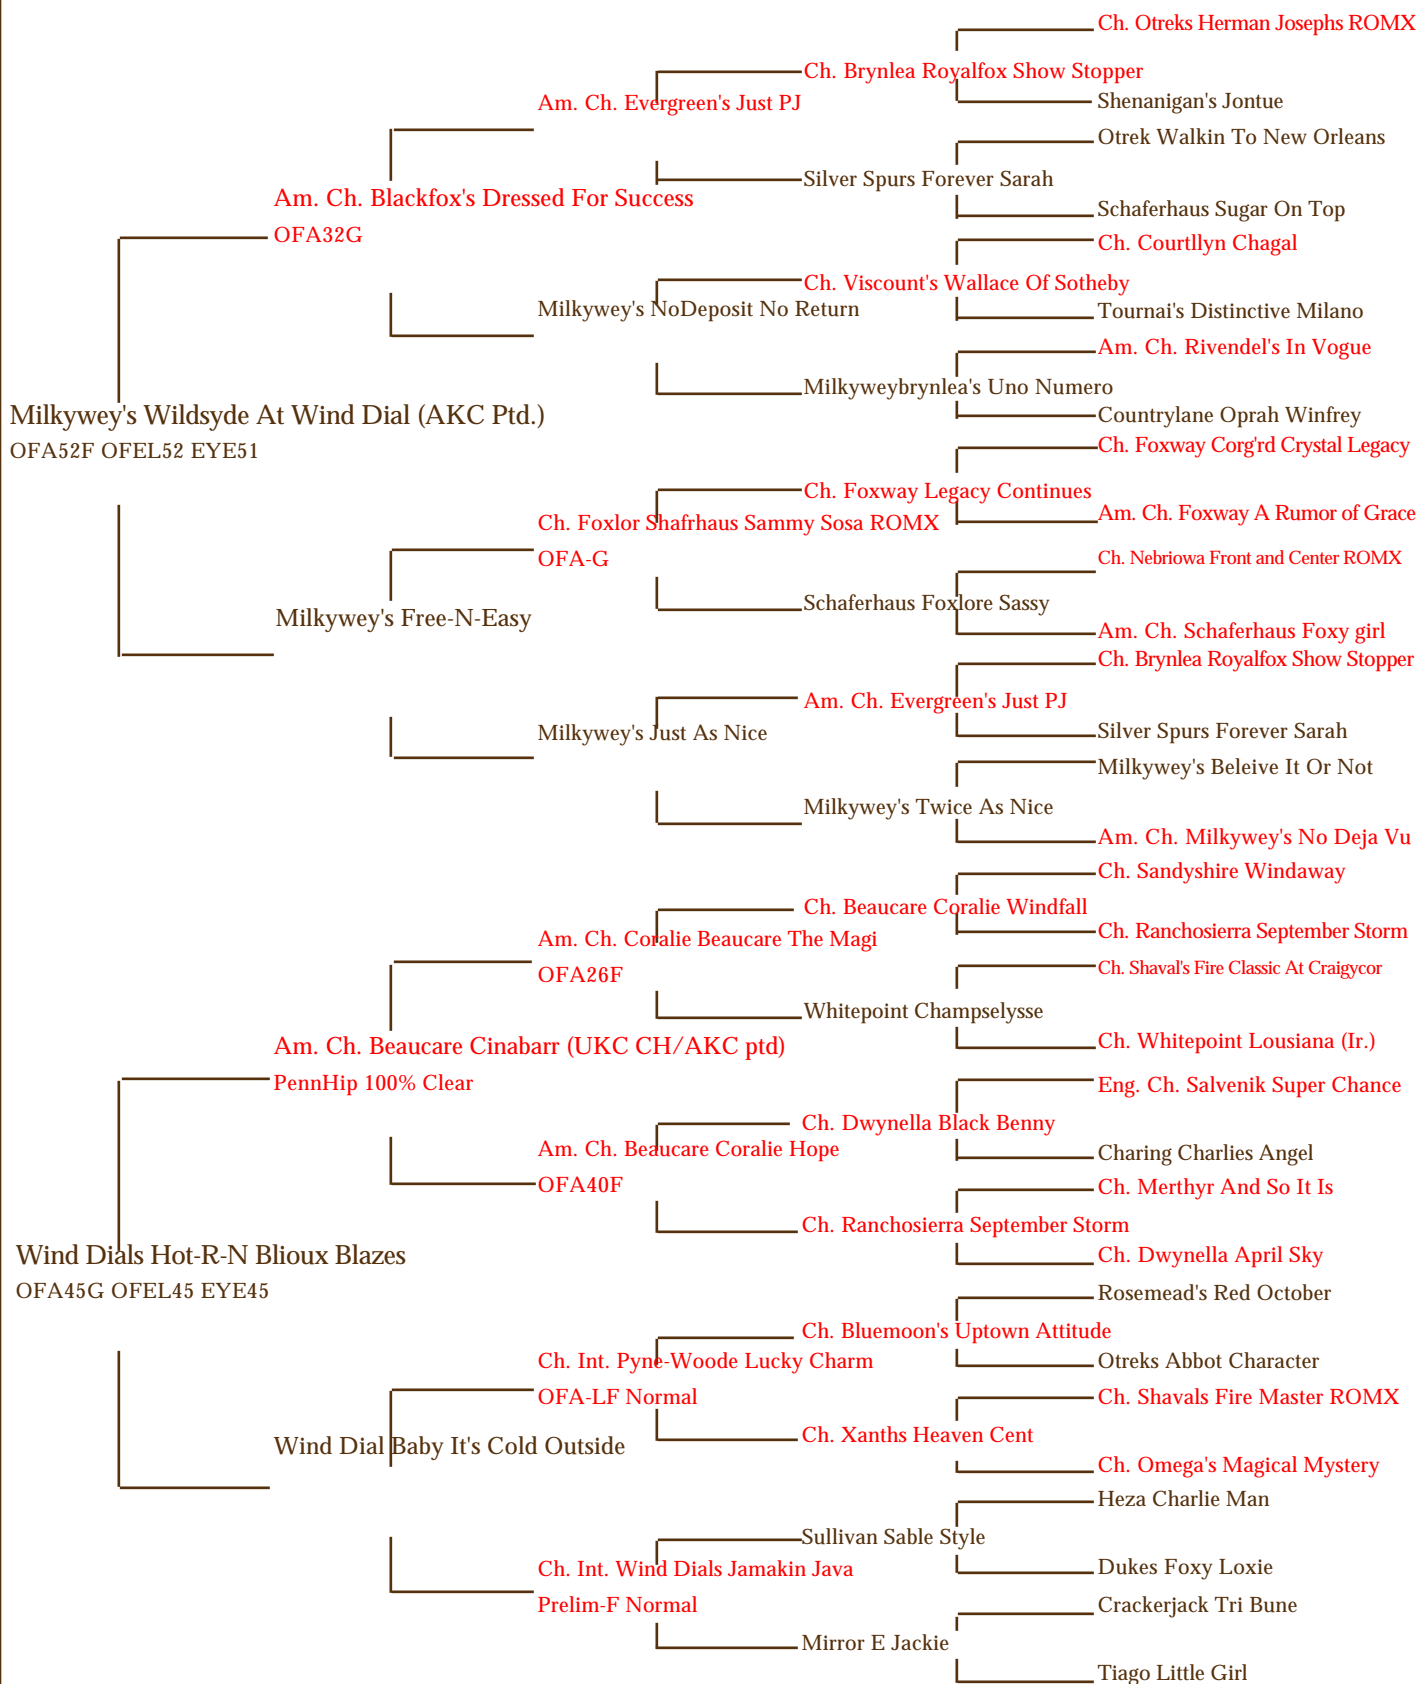 Ch. Otreks Herman Josephs ROMX
Ch. Brynlea Royalfox Show Stopper
Am. Ch. Evergreen's Just PJ
Shenanigan's Jontue
Otrek Walkin To New Orleans
Silver Spurs Forever Sarah
Am. Ch. Blackfox's Dressed For Success
Schaferhaus Sugar On Top
OFA32G
Ch. Courtllyn Chagal
Ch. Viscount's Wallace Of Sotheby
Milkywey's NoDeposit No Return
Tournai's Distinctive Milano
Am. Ch. Rivendel's In Vogue
Milkyweybrynlea's Uno Numero
Milkywey's Wildsyde At Wind Dial (AKC Ptd.)
Countrylane Oprah Winfrey
OFA52F OFEL52 EYE51
Ch. Foxway Corg'rd Crystal Legacy
Ch. Foxway Legacy Continues
Ch. Foxlor Shafrhaus Sammy Sosa ROMX
Am. Ch. Foxway A Rumor of Grace
OFA-G
Ch. Nebriowa Front and Center ROMX
Schaferhaus Foxlore Sassy
Milkywey's Free-N-Easy
Am. Ch. Schaferhaus Foxy girl
Ch. Brynlea Royalfox Show Stopper
Am. Ch. Evergreen's Just PJ
Milkywey's Just As Nice
Silver Spurs Forever Sarah
Milkywey's Beleive It Or Not
Milkywey's Twice As Nice
Am. Ch. Milkywey's No Deja Vu
Ch. Sandyshire Windaway
Ch. Beaucare Coralie Windfall
Am. Ch. Coralie Beaucare The Magi
Ch. Ranchosierra September Storm
OFA26F
Ch. Shaval's Fire Classic At Craigycor
Whitepoint Champselysse
Am. Ch. Beaucare Cinabarr (UKC CH/AKC ptd)
Ch. Whitepoint Lousiana (Ir.)
PennHip 100% Clear
Eng. Ch. Salvenik Super Chance
Ch. Dwynella Black Benny
Am. Ch. Beaucare Coralie Hope
Charing Charlies Angel
OFA40F
Ch. Merthyr And So It Is
Ch. Ranchosierra September Storm
Wind Dials Hot-R-N Blioux Blazes
Ch. Dwynella April Sky
OFA45G OFEL45 EYE45
Rosemead's Red October
Ch. Bluemoon's Uptown Attitude
Ch. Int. Pyne-Woode Lucky Charm
Otreks Abbot Character
OFA-LF Normal
Ch. Shavals Fire Master ROMX
Ch. Xanths Heaven Cent
Wind Dial Baby It's Cold Outside
Ch. Omega's Magical Mystery
Heza Charlie Man
Sullivan Sable Style
Ch. Int. Wind Dials Jamakin Java
Dukes Foxy Loxie
Prelim-F Normal
Crackerjack Tri Bune
Mirror E Jackie
Tiago Little Girl